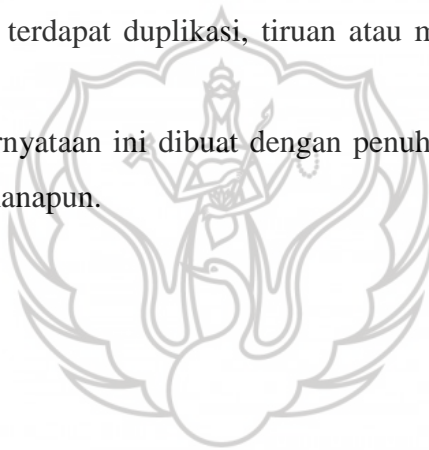 terdapat duplikasi, tiruan atau m
rnyataan ini dibuat dengan penuh
anapun.